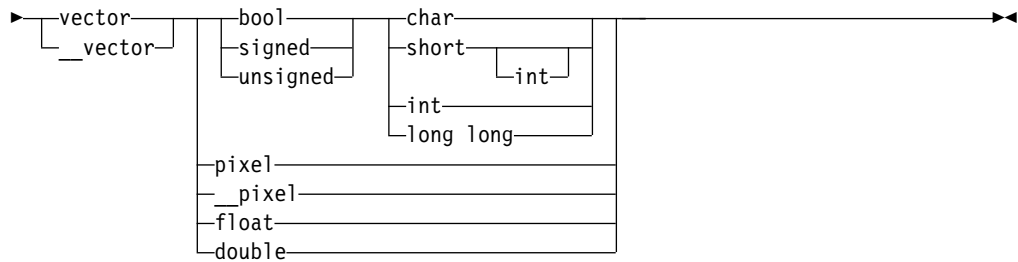 vector bool char
__vector signed short
unsigned int
int
long long
pixel
__pixel
float
double